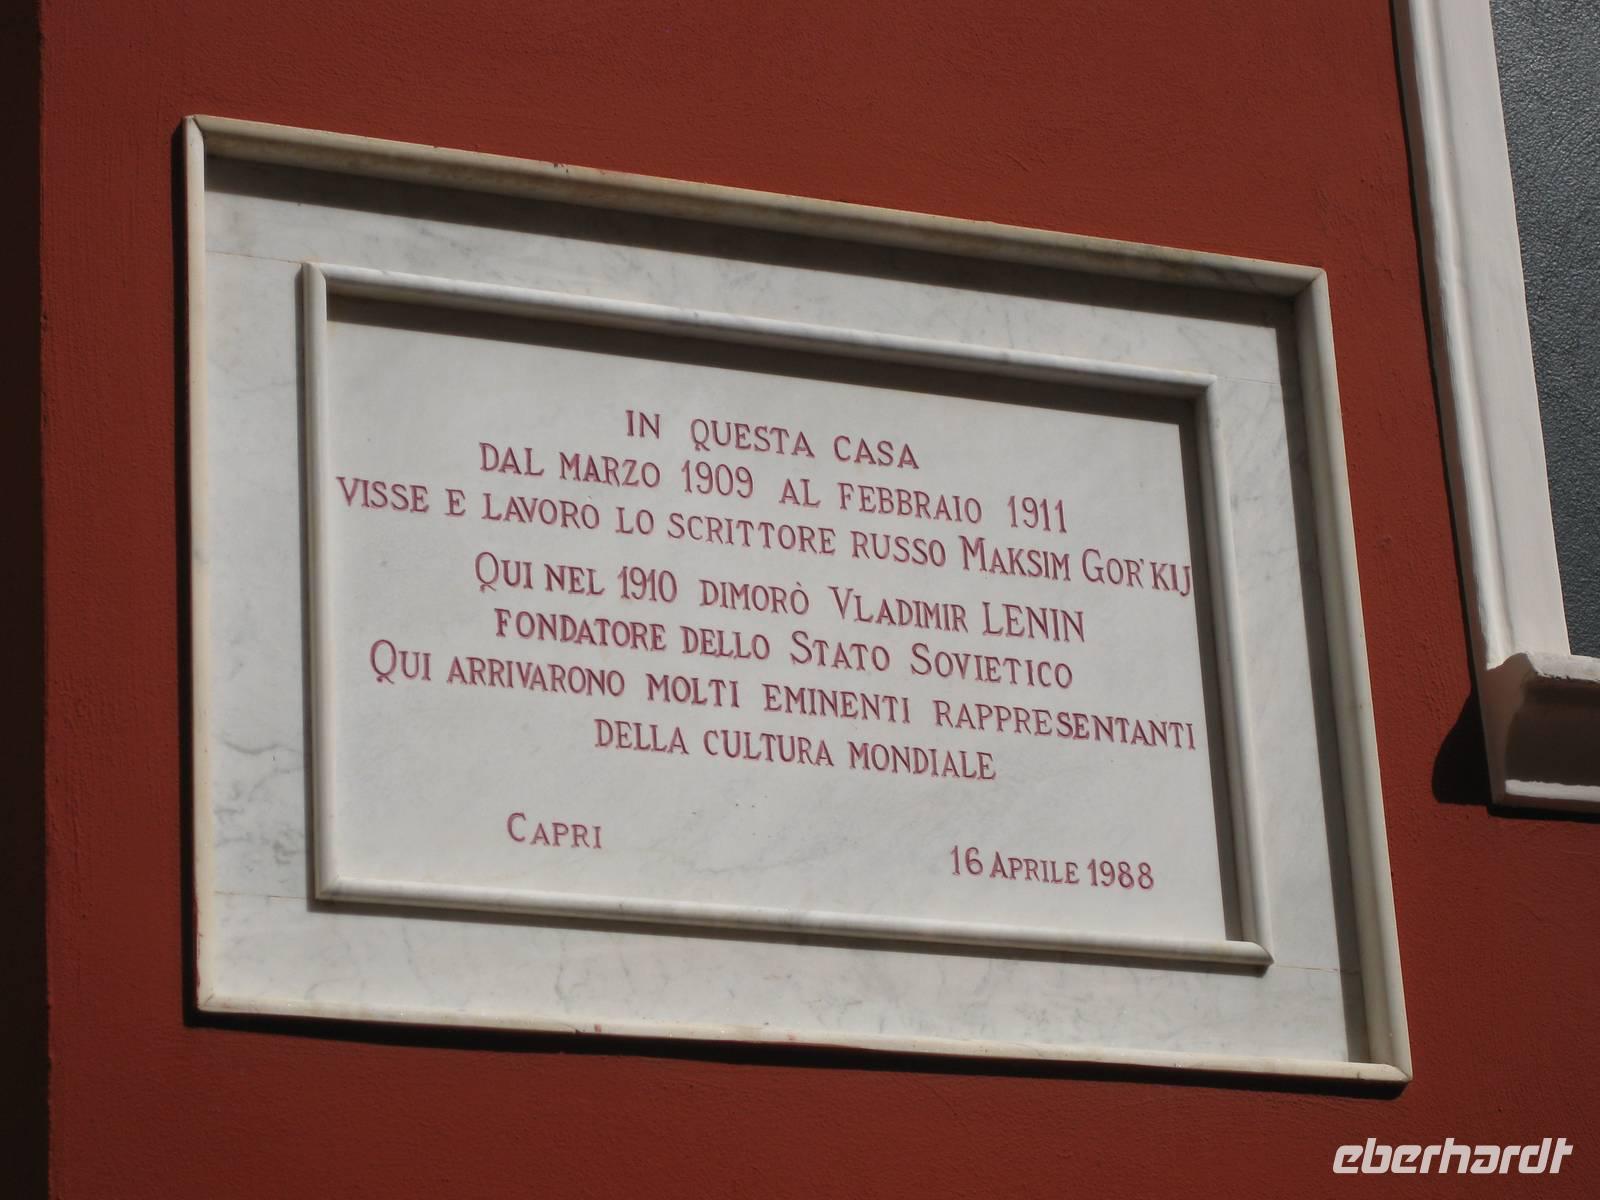 IN QUESTA CASA
DAL MARZO 1909 AL FEBBRAIO 1911
VISSE E LAVORÒ LO SCRITTORE RUSSO MAKSIM GOR'KIJ
QUI NEL 1910 DIMORÒ VLADIMIR LENIN
FONDATORE DELLO STATO SOVIETICO
QUI ARRIVARONO MOLTI EMINENTI RAPPRESENTANTI
DELLA CULTURA MONDIALE
CAPRI
16 APRILE 1988
eberhardt